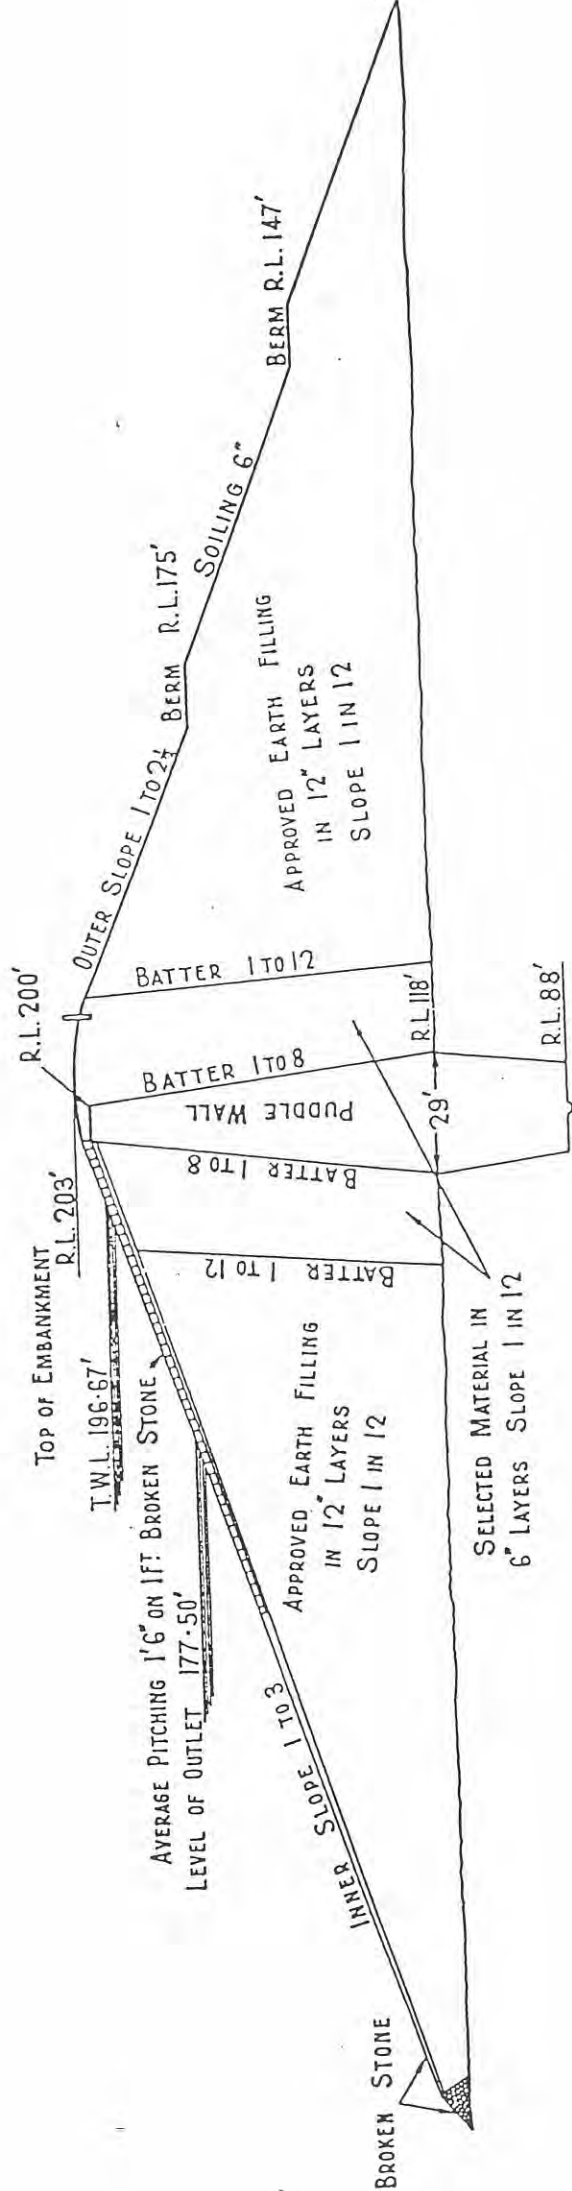 TOP OF EMBANKMENT
R.L. 203'
R.L. 200'
T.W.L. 196·67'
AVERAGE PITCHING 1'6" ON 1FT BROKEN STONE
LEVEL OF OUTLET 177·50'
INNER SLOPE 1 TO 3
BROKEN STONE
APPROVED EARTH FILLING
IN 12" LAYERS
SLOPE 1 IN 12
SELECTED MATERIAL IN
6" LAYERS SLOPE 1 IN 12
BATTER 1 TO 12
BATTER 1 TO 8
PUDDLE WALL
BATTER 1 TO 8
BATTER 1 TO 12
29'
R.L.118'
R.L.88'
OUTER SLOPE 1 TO 2½
BERM R.L.175'
SOILING 6"
BERM R.L.147'
APPROVED EARTH FILLING
IN 12" LAYERS
SLOPE 1 IN 12